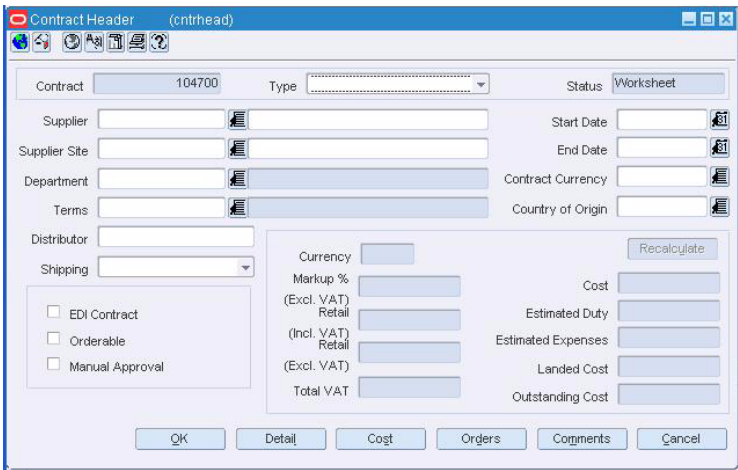 Contract Header (cntrhead)
Contract 104700 Type Status Worksheet
Supplier Start Date 31
Supplier Site End Date 31
Department Contract Currency
Terms Country of Origin
Distributor
Shipping
EDI Contract
Orderable
Manual Approval
Currency Recalculate
Markup % Cost
(Excl. VAT)
Retail Estimated Duty
(Incl. VAT)
Retail Estimated Expenses
(Excl. VAT) Landed Cost
Total VAT Outstanding Cost
OK Detail Cost Orders Comments Cancel